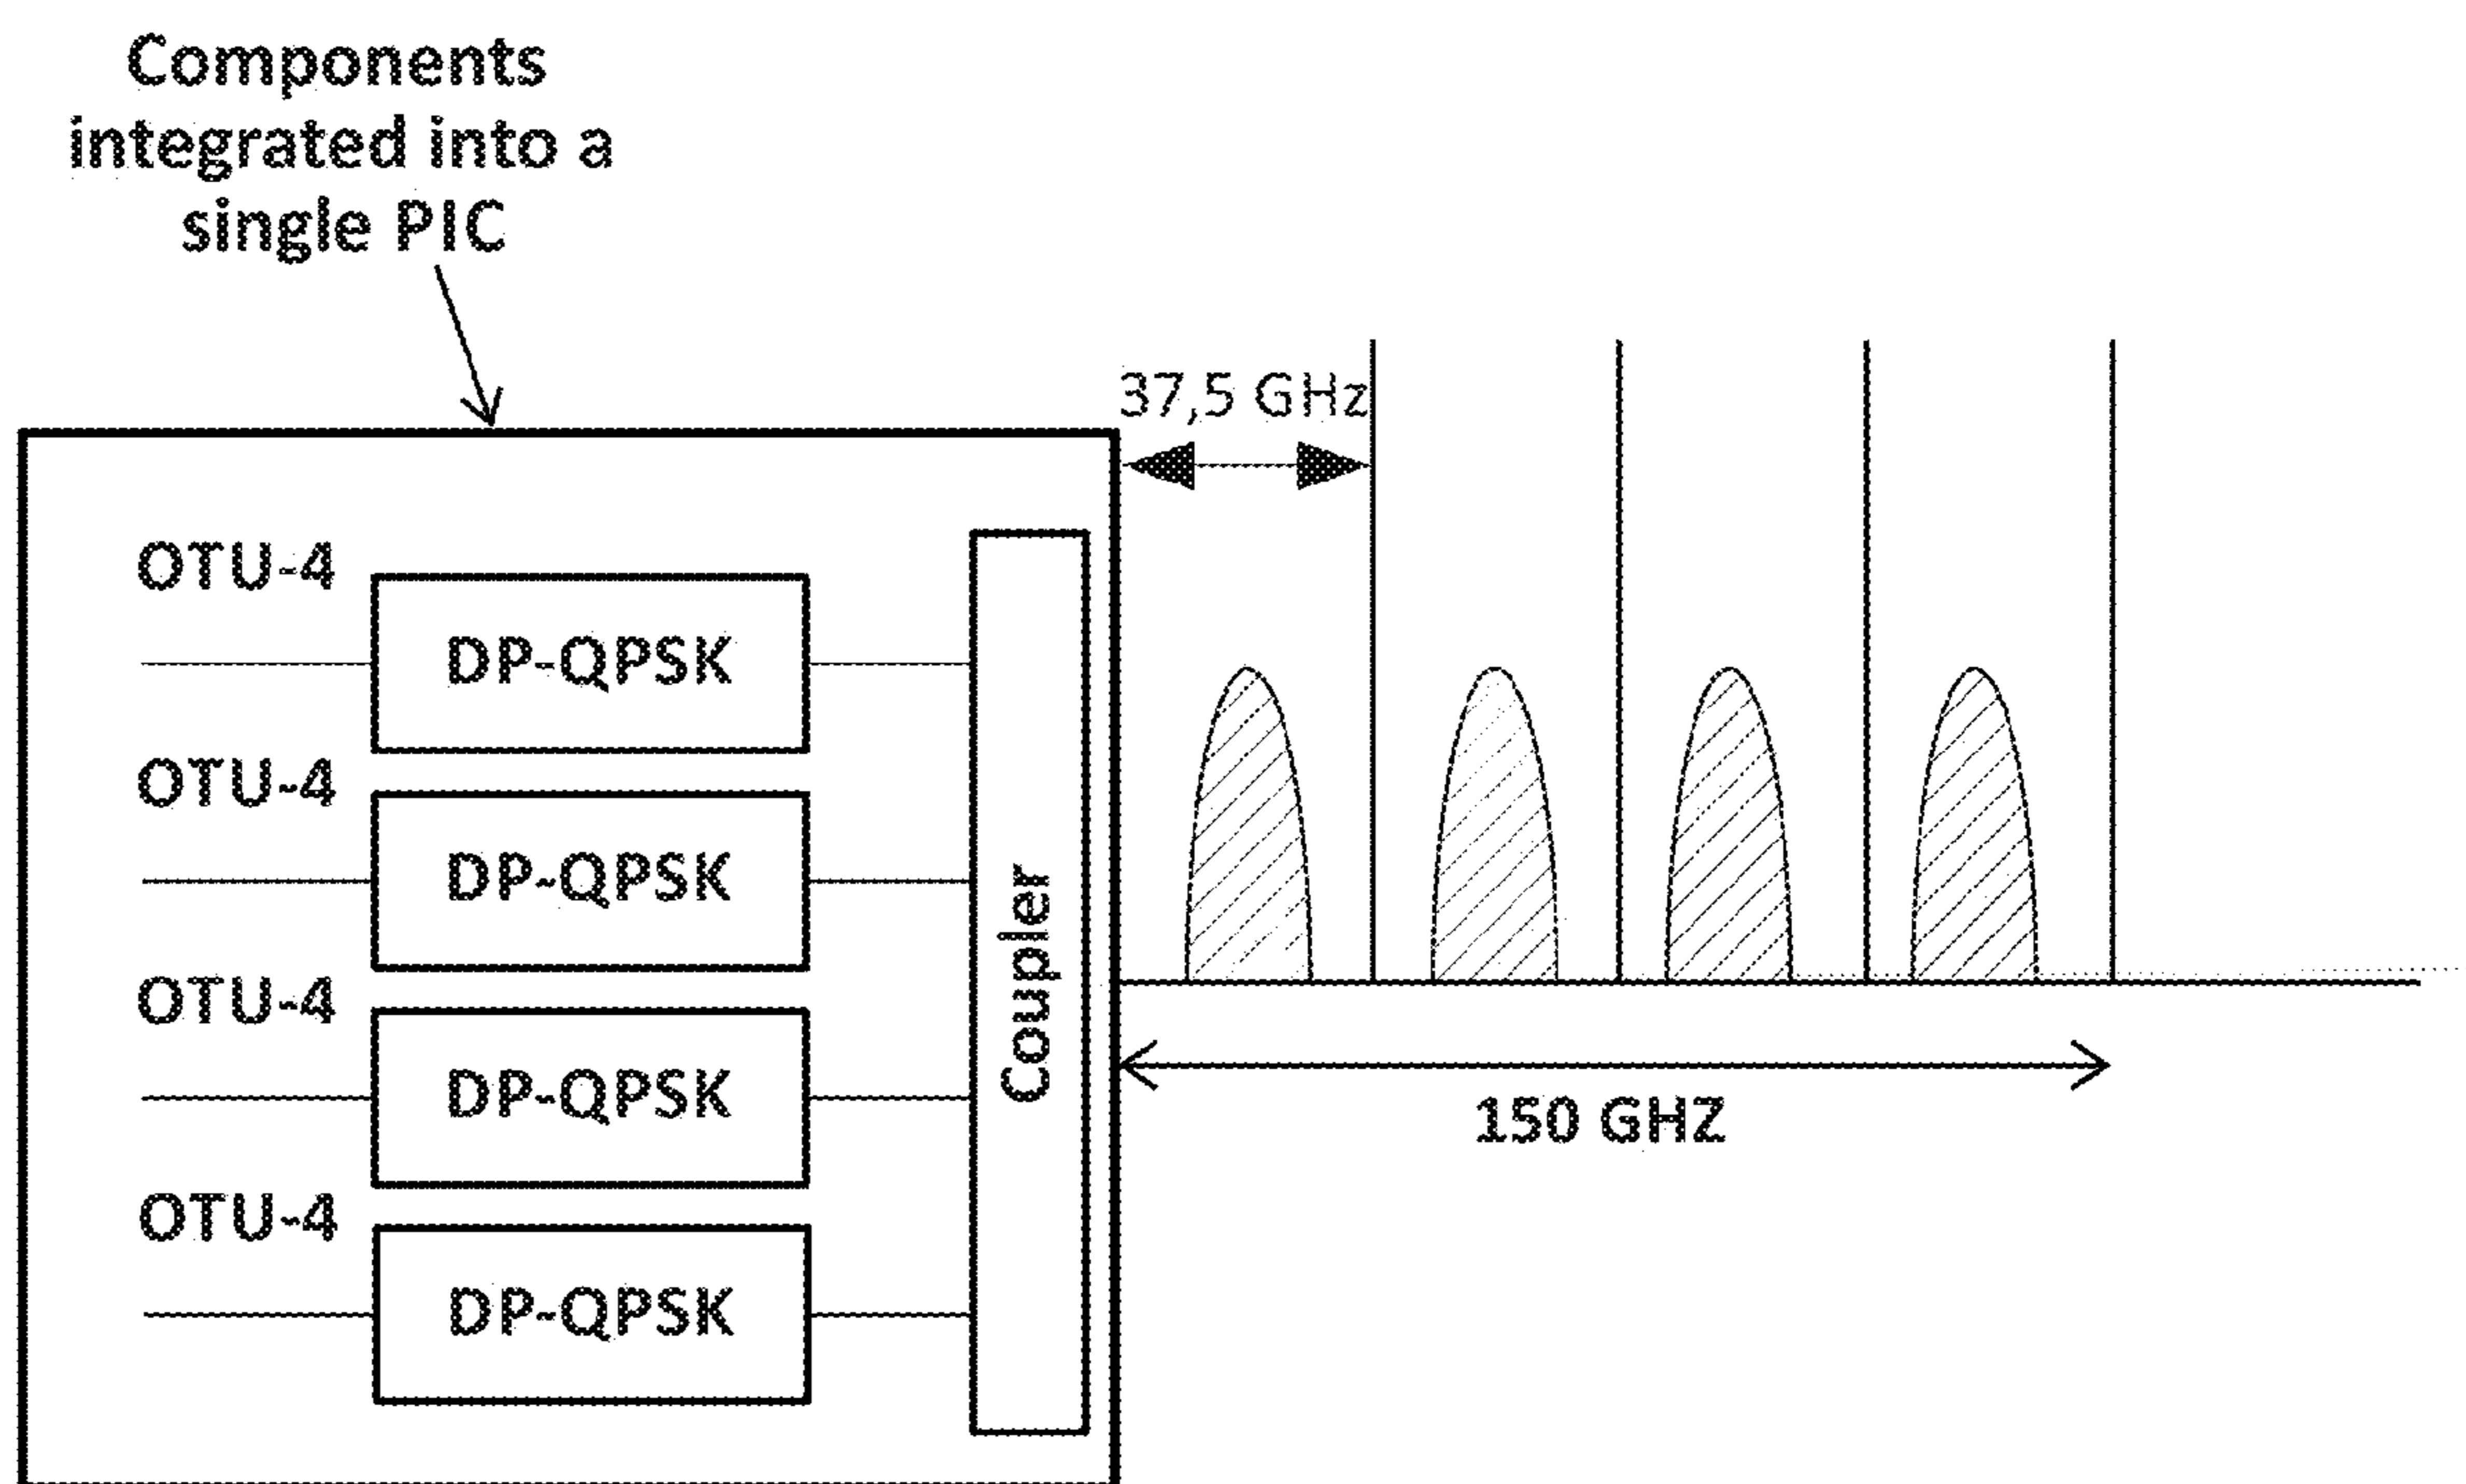 Components
integrated into a
single PIC
37,5 GHz
OTU-4
DP-QPSK
OTU-4
DP-QPSK
OTU-4
DP-QPSK
OTU-4
DP-QPSK
Coupler
150 GHZ